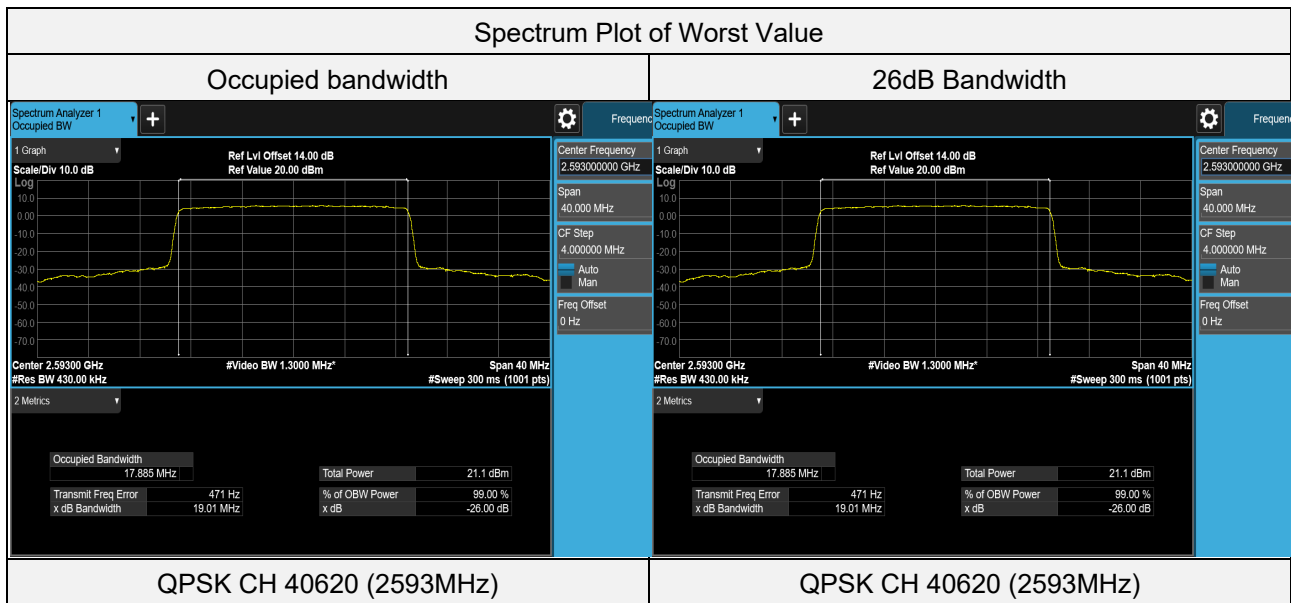 Spectrum Plot of Worst Value
Occupied bandwidth
26dB Bandwidth
Spectrum Analyzer 1
Occupied BW
Frequenc
1 Graph
Scale/Div 10.0 dB
Ref Lvl Offset 14.00 dB
Ref Value 20.00 dBm
Log
10.0
0.00
-10.0
-20.0
-30.0
-40.0
-50.0
-60.0
-70.0
Center 2.59300 GHz
#Res BW 430.00 kHz
#Video BW 1.3000 MHz*
Span 40 MHz
#Sweep 300 ms (1001 pts)
Center Frequency
2.593000000 GHz
Span
40.000 MHz
CF Step
4.000000 MHz
Auto
Man
Freq Offset
0 Hz
2 Metrics
Occupied Bandwidth
17.885 MHz
Transmit Freq Error 471 Hz
x dB Bandwidth 19.01 MHz
Total Power 21.1 dBm
% of OBW Power 99.00 %
x dB -26.00 dB
Spectrum Analyzer 1
Occupied BW
Frequen
1 Graph
Scale/Div 10.0 dB
Ref Lvl Offset 14.00 dB
Ref Value 20.00 dBm
Log
10.0
0.00
-10.0
-20.0
-30.0
-40.0
-50.0
-60.0
-70.0
Center 2.59300 GHz
#Res BW 430.00 kHz
#Video BW 1.3000 MHz*
Span 40 MHz
#Sweep 300 ms (1001 pts)
Center Frequency
2.593000000 GHz
Span
40.000 MHz
CF Step
4.000000 MHz
Auto
Man
Freq Offset
0 Hz
2 Metrics
Occupied Bandwidth
17.885 MHz
Transmit Freq Error 471 Hz
x dB Bandwidth 19.01 MHz
Total Power 21.1 dBm
% of OBW Power 99.00 %
x dB -26.00 dB
QPSK CH 40620 (2593MHz)
QPSK CH 40620 (2593MHz)